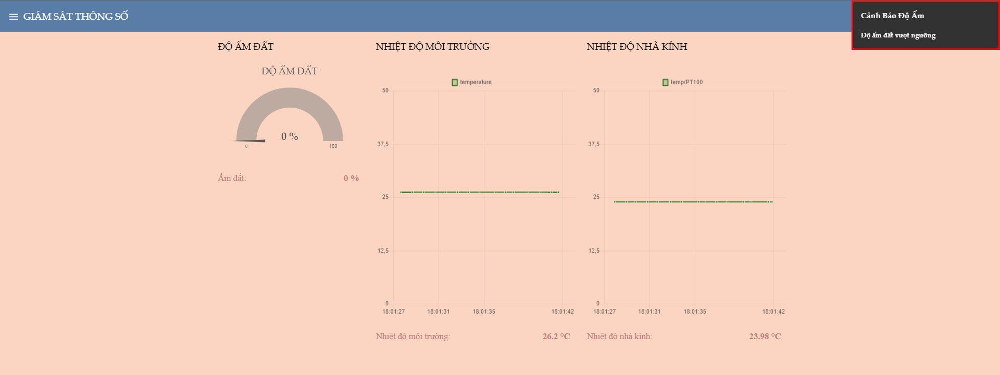 GIÁM SÁT THÔNG SỐ
Cảnh Báo Độ Ẩm
Độ ẩm đất vượt ngưỡng
ĐỘ ẨM ĐẤT
ĐỘ ẨM ĐẤT
0 %
0
100
Ẩm đất:
0 %
NHIỆT ĐỘ MÔI TRƯỜNG
temperature
50
37,5
25
12,5
0
18:01:27
18:01:31
18:01:35
18:01:42
Nhiệt độ môi trường:
26.2 °C
NHIỆT ĐỘ NHÀ KÍNH
temp/PT100
50
37,5
25
12,5
0
18:01:27
18:01:31
18:01:35
18:01:42
Nhiệt độ nhà kính:
23.98 °C